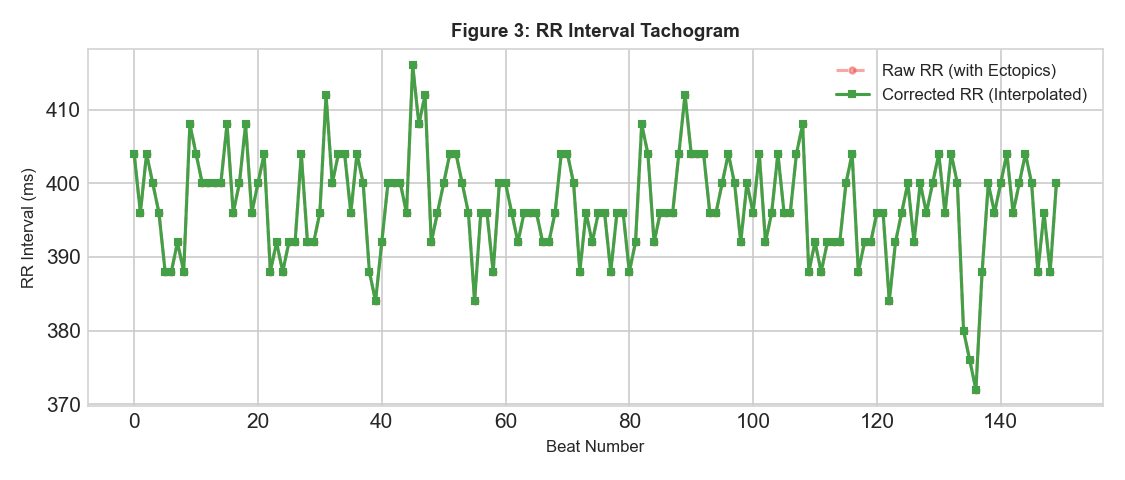 Figure 3: RR Interval Tachogram
Raw RR (with Ectopics)
Corrected RR (Interpolated)
RR Interval (ms)
410
400
390
380
370
0 20 40 60 80 100 120 140
Beat Number